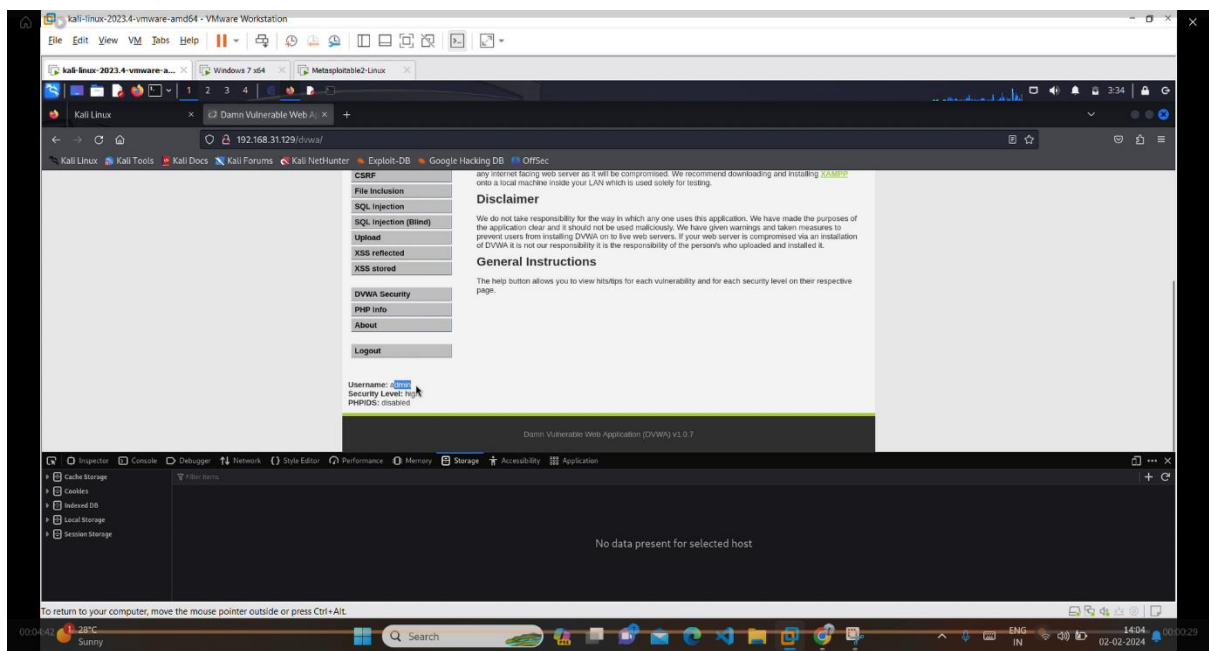 kali-linux-2023.4-vmware-amd64 - VMware Workstation
File Edit View VM Tabs Help
kali-linux-2023.4-vmware-a... Windows 7 x64 Metasploitable2-Linux
1 2 3 4 3:34
Kali Linux Damn Vulnerable Web A
192.168.31.129/dvwa/
Kali Linux Kali Tools Kali Docs Kali Forums Kali NetHunter Exploit-DB Google Hacking DB OffSec
CSRF
File Inclusion
SQL Injection
SQL Injection (Blind)
Upload
XSS reflected
XSS stored
DVWA Security
PHP Info
About
Logout
Username: admin
Security Level: high
PHPIDS: disabled
any internet facing web server as it will be compromised. We recommend downloading and installing XAMPP
onto a local machine inside your LAN which is used solely for testing.
Disclaimer
We do not take responsibility for the way in which any one uses this application. We have made the purposes of
the application clear and it should not be used maliciously. We have given warnings and taken measures to
prevent users from installing DVWA on to live web servers. If your web server is compromised via an installation
of DVWA it is not our responsibility it is the responsibility of the person/s who uploaded and installed it.
General Instructions
The help button allows you to view hits/tips for each vulnerability and for each security level on their respective
page.
Damn Vulnerable Web Application (DVWA) v1.0.7
Inspector Console Debugger Network Style Editor Performance Memory Storage Accessibility Application
Cache Storage Filter Items
Cookies
Indexed DB
Local Storage
Session Storage
No data present for selected host
To return to your computer, move the mouse pointer outside or press Ctrl+Alt.
00:04:42 1 28°C Search ENG 14:04 00:00:29
Sunny IN 02-02-2024